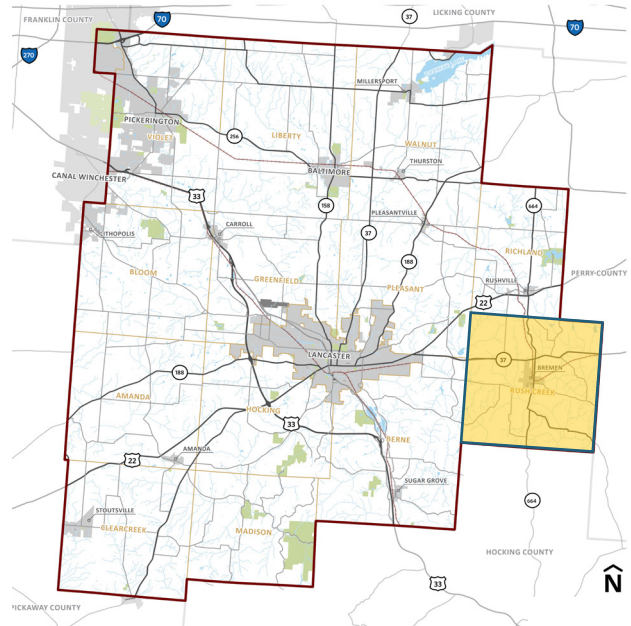 FRANKLIN COUNTY
70
37
LICKING COUNTY
70
270
MILLERSPORT
PICKERINGTON
VIOLET
256
LIBERTY
WALNUT
THURSTON
BALTIMORE
CANAL WINCHESTER
33
158
37
PLEASANTVILLE
664
LITHOPOLIS
CARROLL
RICHLAND
188
BLOOM
GREENFIELD
PLEASANT
RUSHVILLE
PERRY COUNTY
22
LANCASTER
37
BREMEN
188
RUSH CREEK
AMANDA
HOCKING
33
BERNE
AMANDA
22
SUGAR GROVE
STOUTSVILLE
664
CLEARCREEK
MADISON
HOCKING COUNTY
33
N
PICKAWAY COUNTY